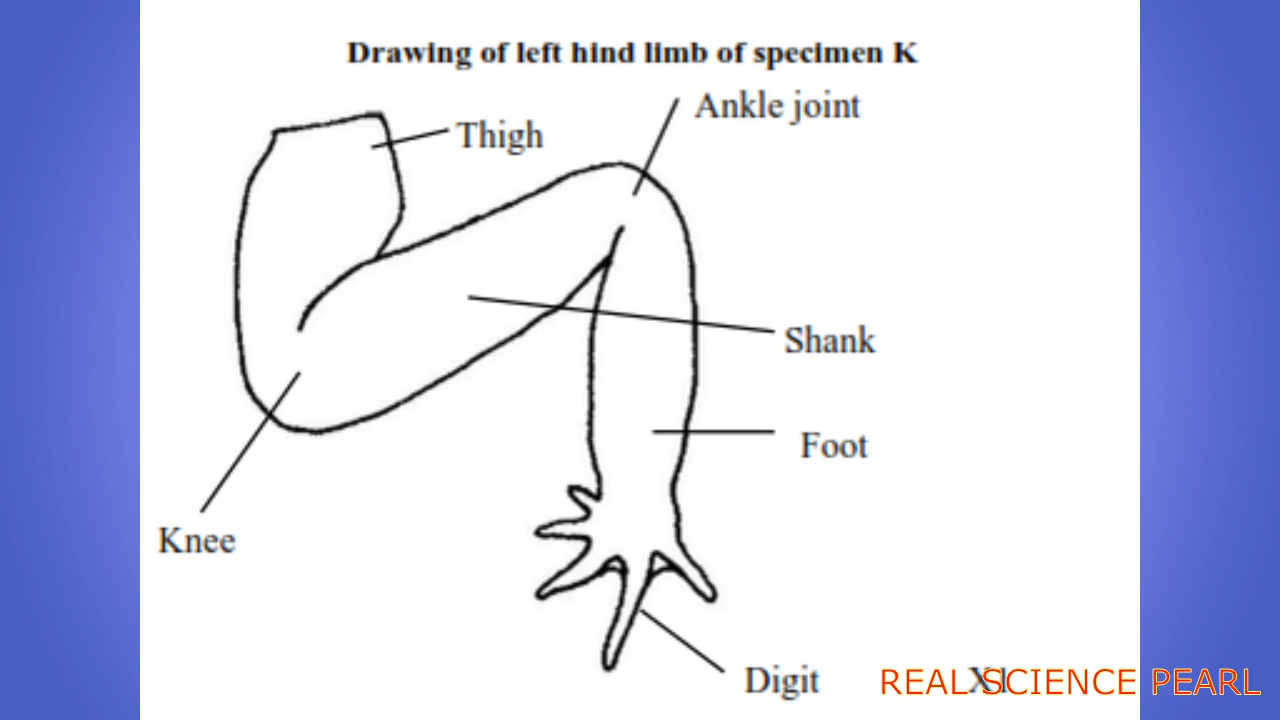 Drawing of left hind limb of specimen K
Ankle joint
Thigh
Shank
Foot
Knee
Digit
REAL SCIENCE PEARL